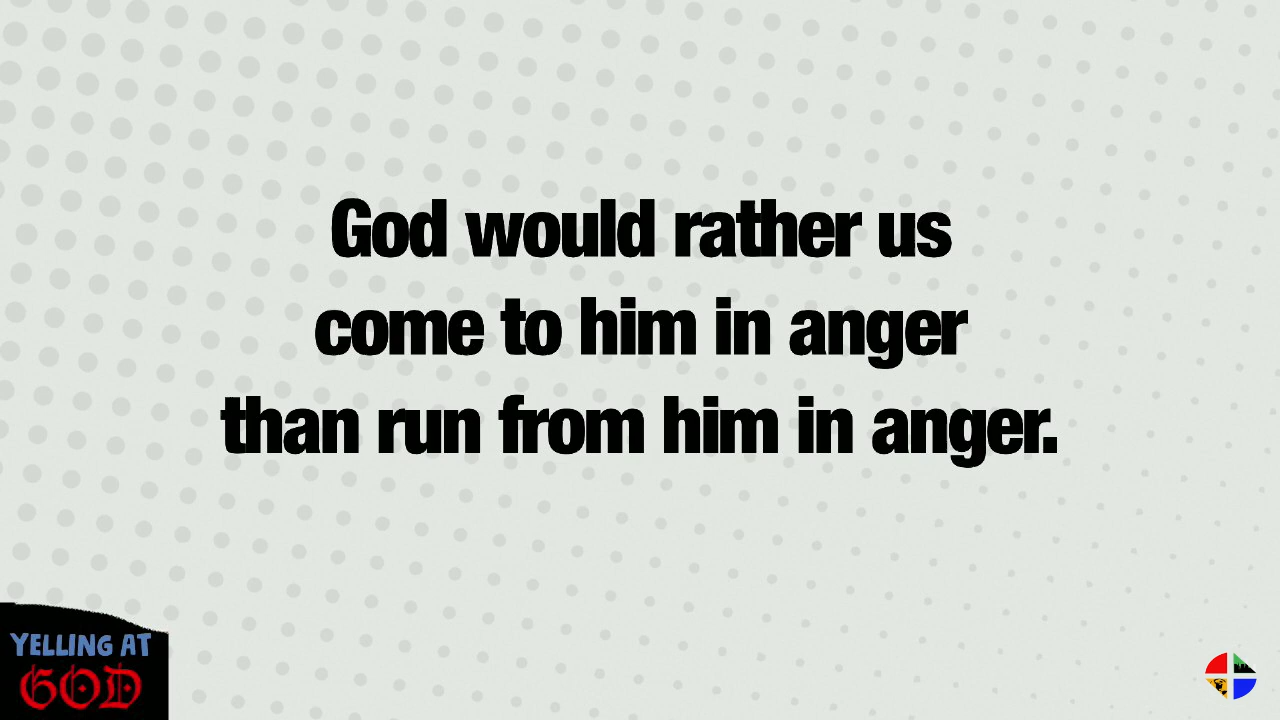 God would rather us
come to him in anger
than run from him in anger.
YELLING AT
GOD